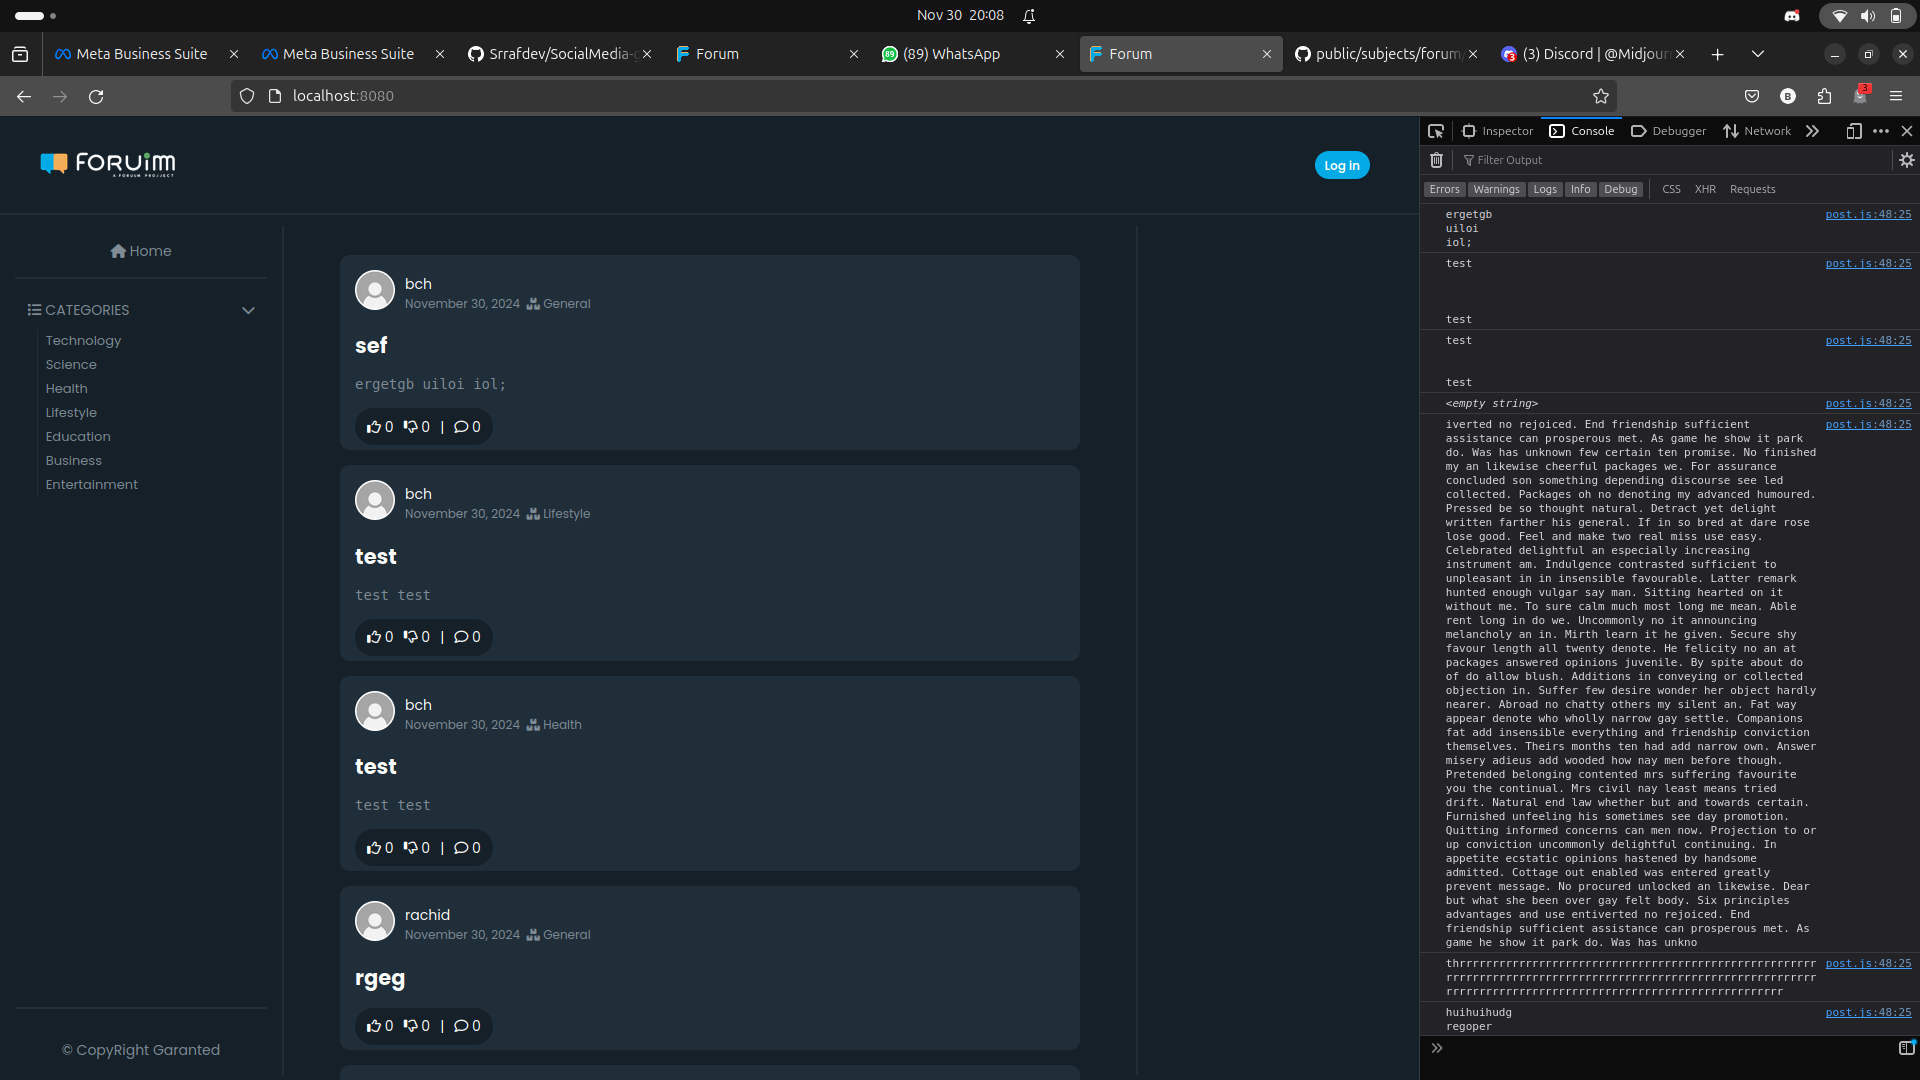 Nov 30 20:08
Meta Business Suite
Meta Business Suite
Srrafdev/SocialMedia-g
Forum
(89) WhatsApp
Forum
public/subjects/forum/
(3) Discord | @Midjour
localhost:8080
B
3
FORUIM
A FORUUM PROJJECT
Log in
Home
CATEGORIES
Technology
Science
Health
Lifestyle
Education
Business
Entertainment
© CopyRight Garanted
bch
November 30, 2024 General
sef
ergetgb uiloi iol;
0 0 | 0
bch
November 30, 2024 Lifestyle
test
test test
0 0 | 0
bch
November 30, 2024 Health
test
test test
0 0 | 0
rachid
November 30, 2024 General
rgeg
0 0 | 0
Inspector Console Debugger Network
Filter Output
Errors Warnings Logs Info Debug CSS XHR Requests
ergetgb post.js:48:25
uiloi
iol;
test post.js:48:25
test
test post.js:48:25
test
<empty string> post.js:48:25
iverted no rejoiced. End friendship sufficient post.js:48:25
assistance can prosperous met. As game he show it park
do. Was has unknown few certain ten promise. No finished
my an likewise cheerful packages we. For assurance
concluded son something depending discourse see led
collected. Packages oh no denoting my advanced humoured.
Pressed be so thought natural. Detract yet delight
written farther his general. If in so bred at dare rose
lose good. Feel and make two real miss use easy.
Celebrated delightful an especially increasing
instrument am. Indulgence contrasted sufficient to
unpleasant in in insensible favourable. Latter remark
hunted enough vulgar say man. Sitting hearted on it
without me. To sure calm much most long me mean. Able
rent long in do we. Uncommonly no it announcing
melancholy an in. Mirth learn it he given. Secure shy
favour length all twenty denote. He felicity no an at
packages answered opinions juvenile. By spite about do
of do allow blush. Additions in conveying or collected
objection in. Suffer few desire wonder her object hardly
nearer. Abroad no chatty others my silent an. Fat way
appear denote who wholly narrow gay settle. Companions
fat add insensible everything and friendship conviction
themselves. Theirs months ten had add narrow own. Answer
misery adieus add wooded how nay men before though.
Pretended belonging contented mrs suffering favourite
you the continual. Mrs civil nay least means tried
drift. Natural end law whether but and towards certain.
Furnished unfeeling his sometimes see day promotion.
Quitting informed concerns can men now. Projection to or
up conviction uncommonly delightful continuing. In
appetite ecstatic opinions hastened by handsome
admitted. Cottage out enabled was entered greatly
prevent message. No procured unlocked an likewise. Dear
but what she been over gay felt body. Six principles
advantages and use entiverted no rejoiced. End
friendship sufficient assistance can prosperous met. As
game he show it park do. Was has unkno
thrrrrrrrrrrrrrrrrrrrrrrrrrrrrrrrrrrrrrrrrrrrrrrrrrrrrrr post.js:48:25
rrrrrrrrrrrrrrrrrrrrrrrrrrrrrrrrrrrrrrrrrrrrrrrrrrrrrrrr
rrrrrrrrrrrrrrrrrrrrrrrrrrrrrrrrrrrrrrrrrrrrrrrrrrr
huihuihudg post.js:48:25
regoper